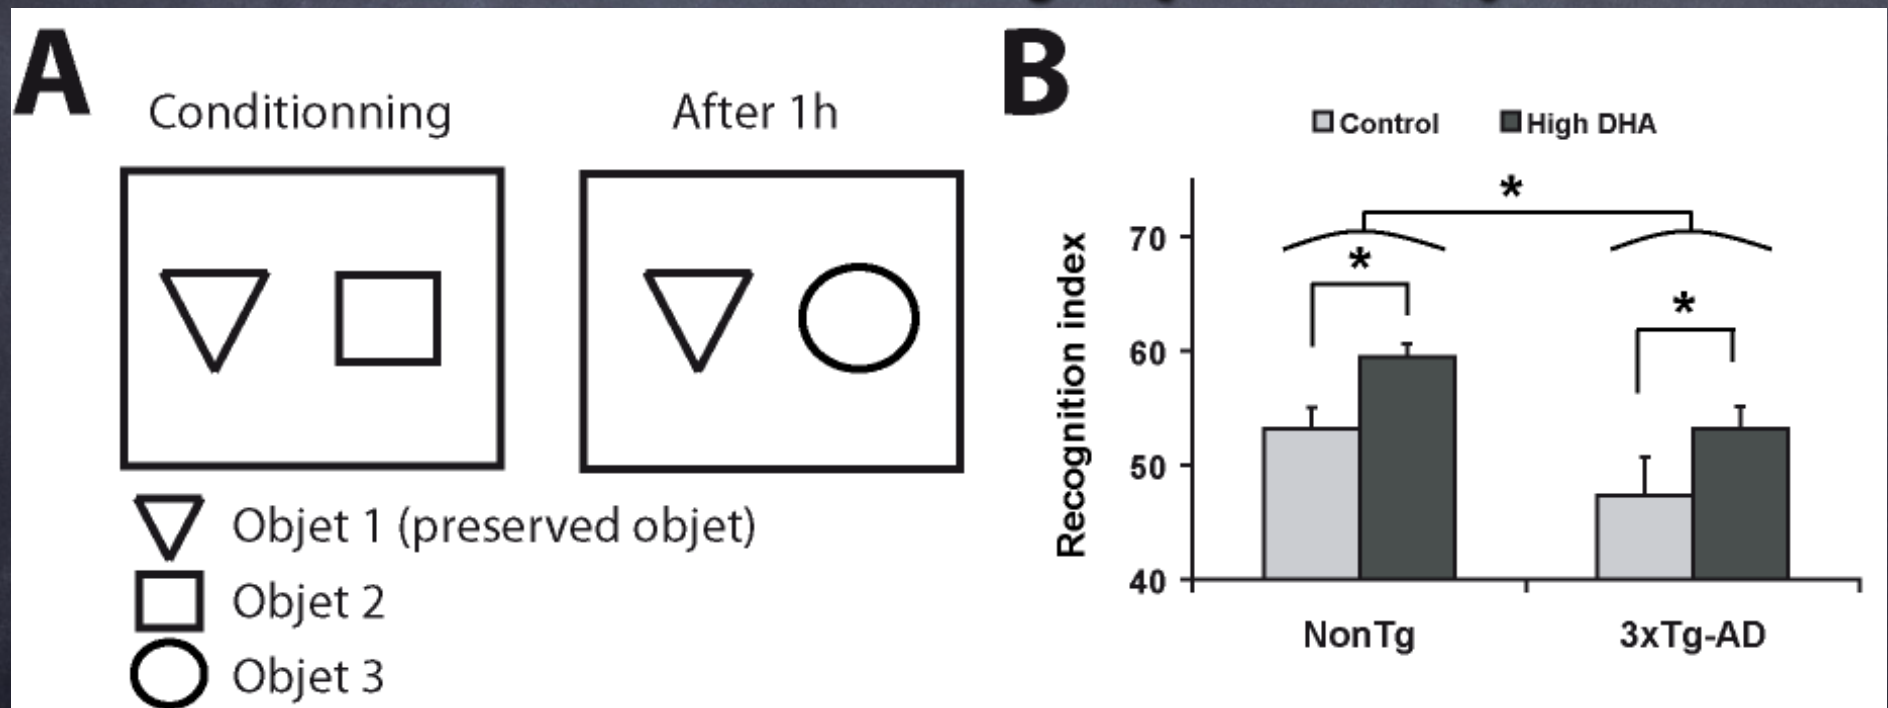 A
Conditionning
After 1h
Objet 1 (preserved objet)
Objet 2
Objet 3
B
Control
High DHA
*
*
*
Recognition index
70
60
50
40
NonTg
3xTg-AD